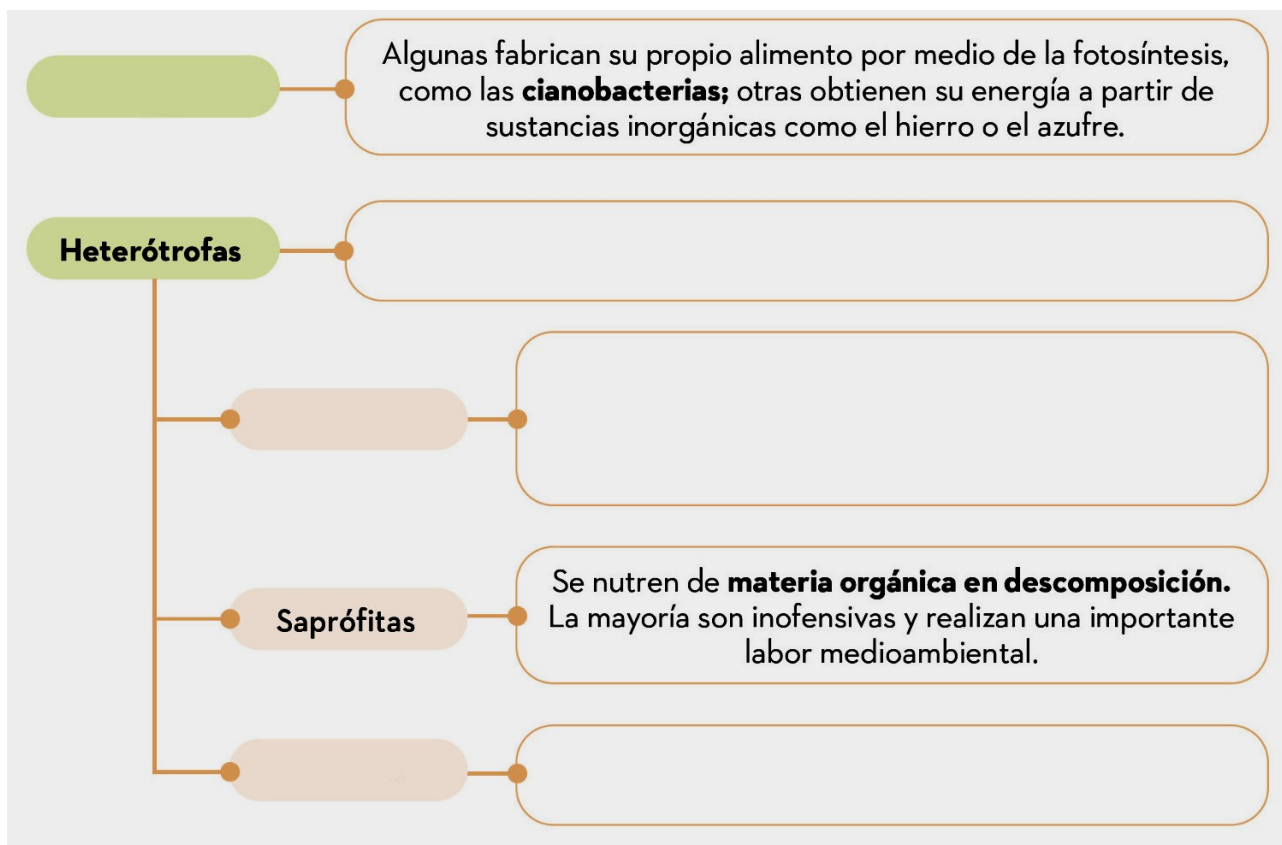 Algunas fabrican su propio alimento por medio de la fotosíntesis,
como las cianobacterias; otras obtienen su energía a partir de
sustancias inorgánicas como el hierro o el azufre.
Heterótrofas
Saprófitas
Se nutren de materia orgánica en descomposición.
La mayoría son inofensivas y realizan una importante
labor medioambiental.